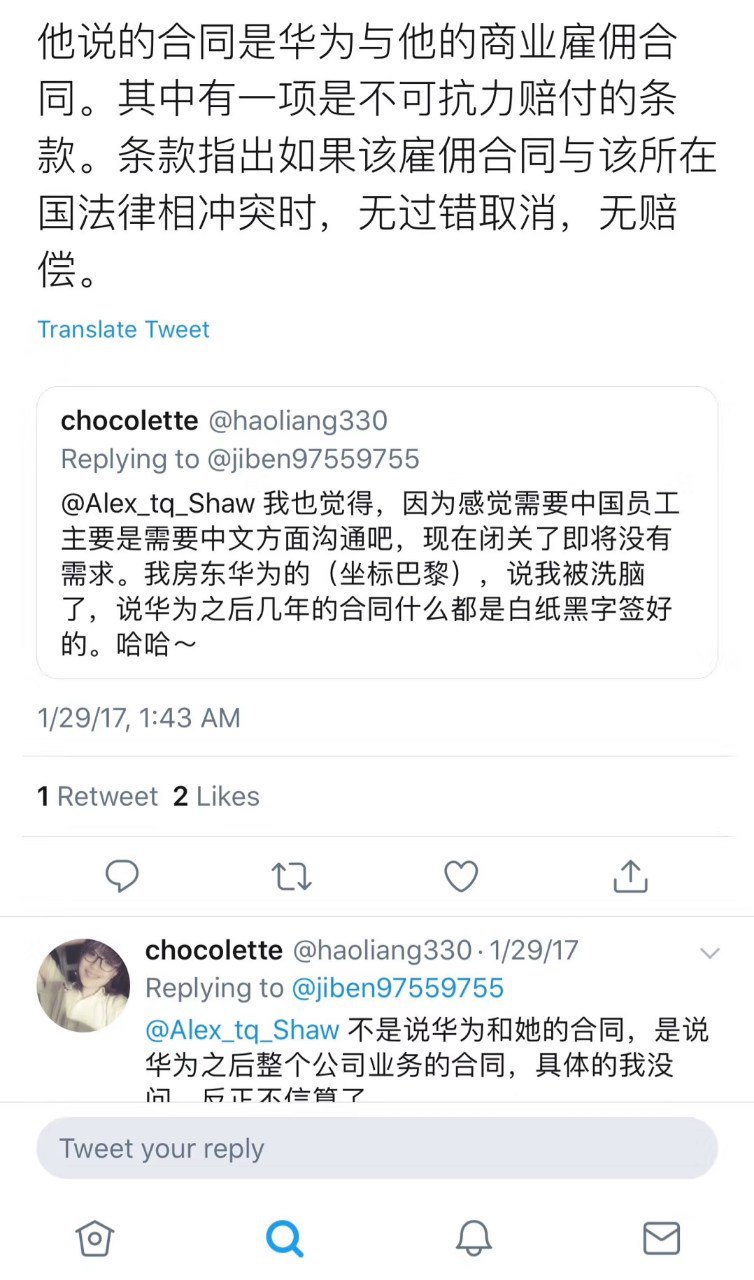 他说的合同是华为与他的商业雇佣合
同。其中有一项是不可抗力赔付的条
款。条款指出如果该雇佣合同与该所在
国法律相冲突时，无过错取消，无赔
偿。
Translate Tweet
chocolette @haoliang330
Replying to @jiben97559755
@Alex_tq_Shaw 我也觉得，因为感觉需要中国员工
主要是需要中文方面沟通吧，现在闭关了即将没有
需求。我房东华为的（坐标巴黎），说我被洗脑
了，说华为之后几年的合同什么都是白纸黑字签好
的。哈哈～
1/29/17, 1:43 AM
1 Retweet 2 Likes
chocolette @haoliang330 · 1/29/17
Replying to @jiben97559755
@Alex_tq_Shaw 不是说华为和她的合同，是说
华为之后整个公司业务的合同，具体的我没
问，反正不信算了
Tweet your reply